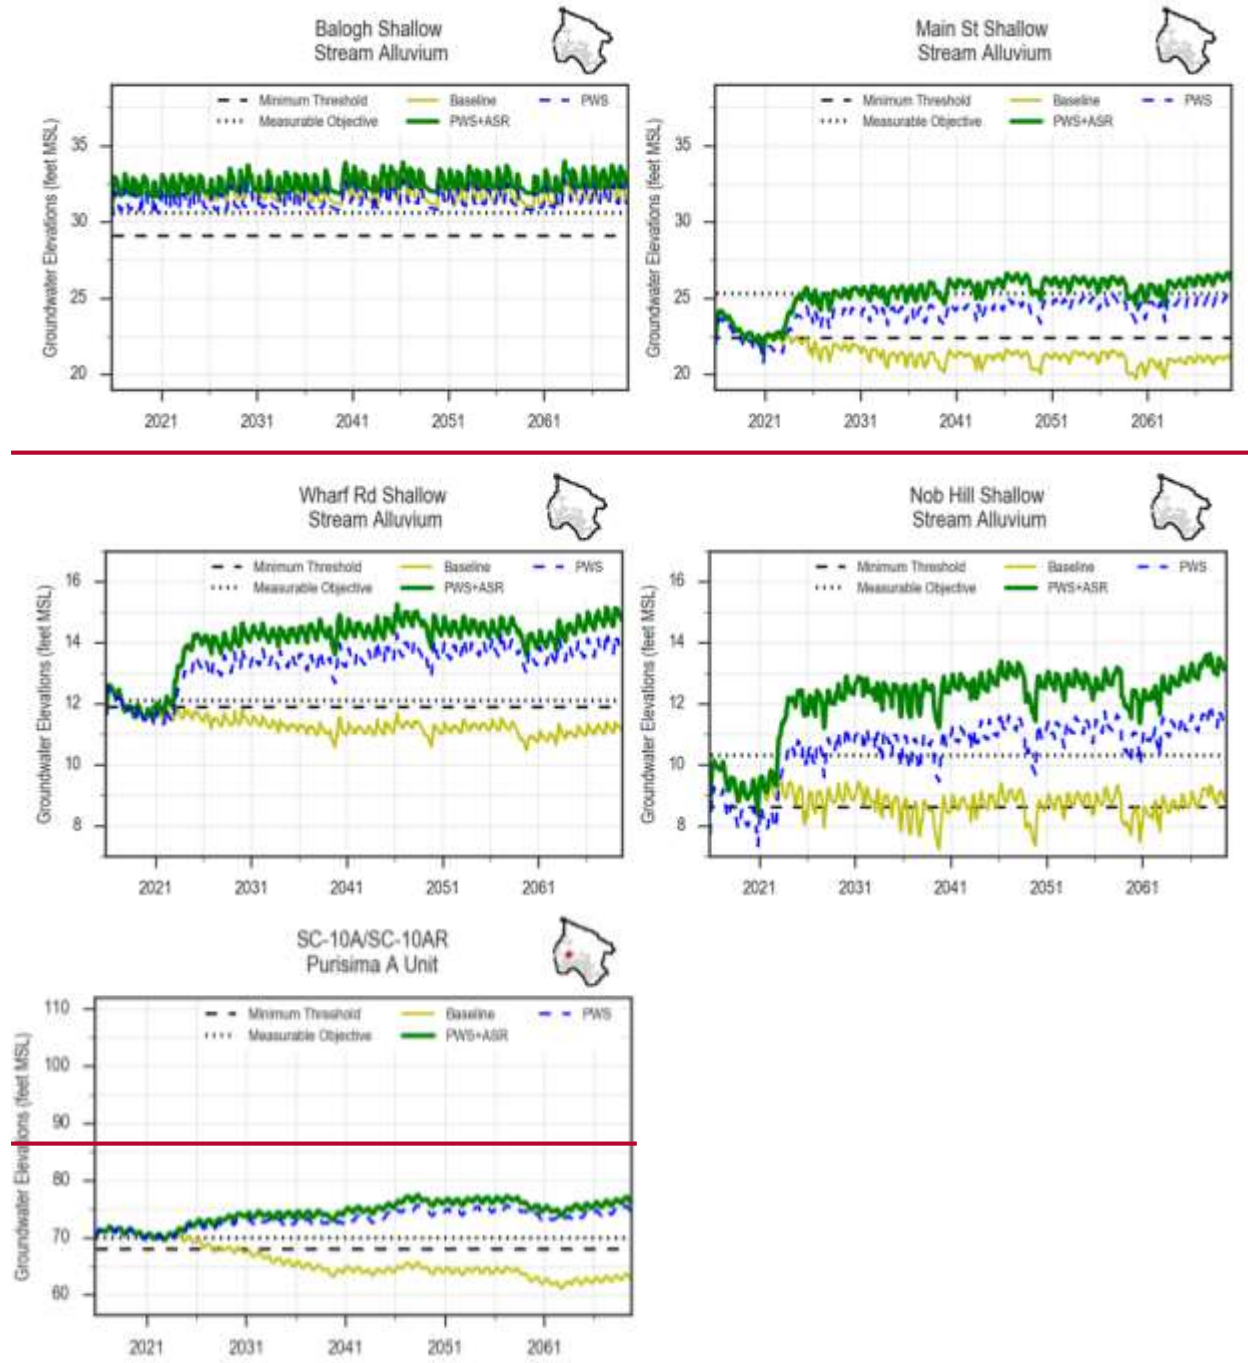 Balogh Shallow
Stream Alluvium
Minimum Threshold
Baseline
PWS
Measurable Objective
PWS+ASR
Groundwater Elevations (feet MSL)
35
30
25
20
2021
2031
2041
2051
2061
Main St Shallow
Stream Alluvium
Minimum Threshold
Baseline
PWS
Measurable Objective
PWS+ASR
Groundwater Elevations (feet MSL)
35
30
25
20
2021
2031
2041
2051
2061
Wharf Rd Shallow
Stream Alluvium
Minimum Threshold
Baseline
PWS
Measurable Objective
PWS+ASR
Groundwater Elevations (feet MSL)
16
14
12
10
8
2021
2031
2041
2051
2061
Nob Hill Shallow
Stream Alluvium
Minimum Threshold
Baseline
PWS
Measurable Objective
PWS+ASR
Groundwater Elevations (feet MSL)
16
14
12
10
8
2021
2031
2041
2051
2061
SC-10A/SC-10AR
Purisima A Unit
Minimum Threshold
Baseline
PWS
Measurable Objective
PWS+ASR
Groundwater Elevations (feet MSL)
110
100
90
80
70
60
2021
2031
2041
2051
2061